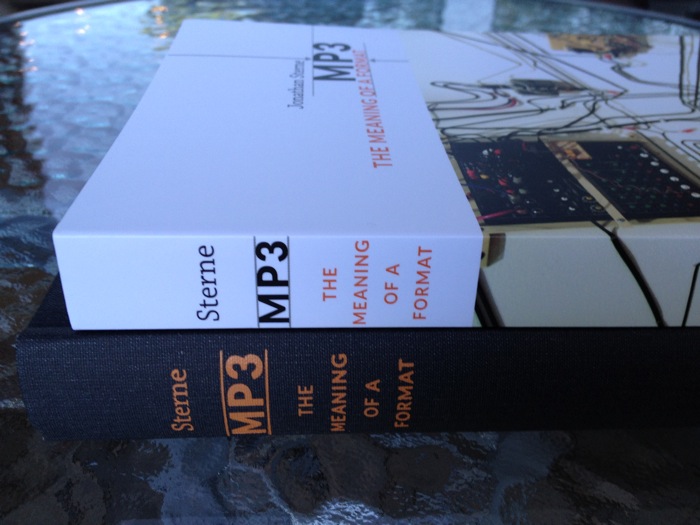 Jonathan Sterne
MP3
THE MEANING OF A FORMAT
Sterne
MP3
THE
MEANING
OF A
FORMAT
Sterne
MP3
THE
MEANING
OF A
FORMAT